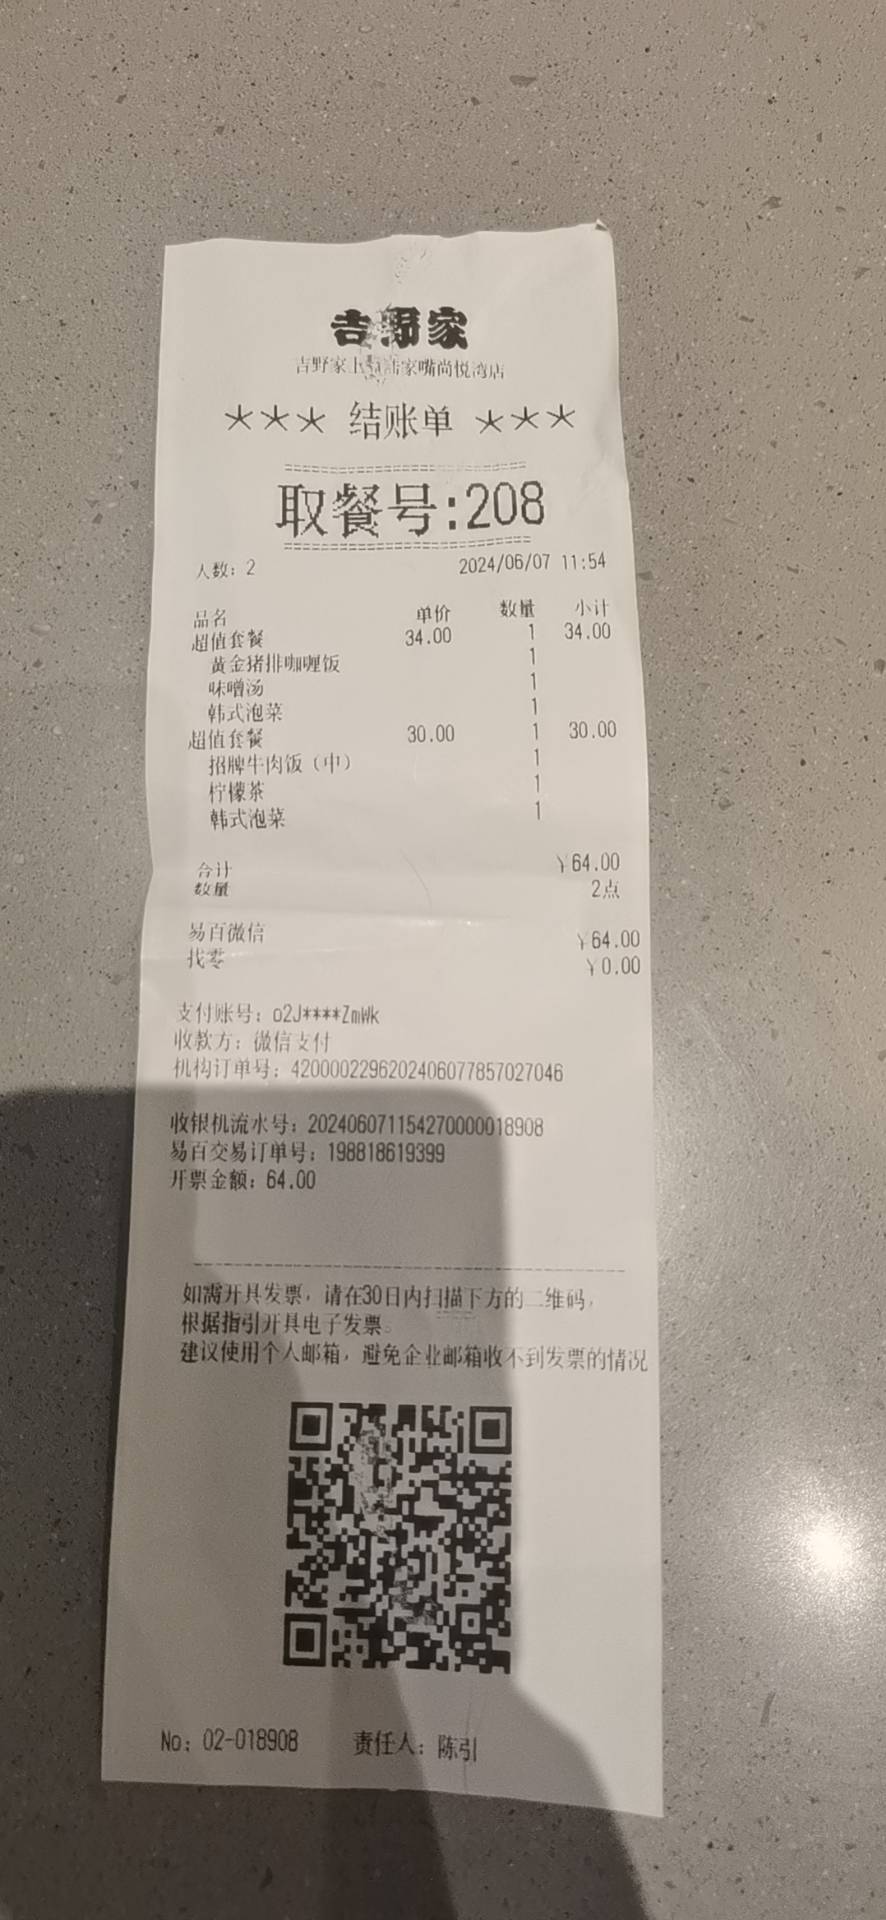 吉野家
吉野家上 陆家嘴尚悦湾店
*** 结账单 ***
取餐号:208
人数: 2 2024/06/07 11:54
品名 单价 数量 小计
超值套餐 34.00 1 34.00
黄金猪排咖喱饭 1
味噌汤 1
韩式泡菜 1
超值套餐 30.00 1 30.00
招牌牛肉饭（中） 1
柠檬茶 1
韩式泡菜 1
合计 ¥64.00
数量 2点
易百微信 ¥64.00
找零 ¥0.00
支付账号: o2J****ZmWk
收款方: 微信支付
机构订单号: 4200002296202406077857027046
收银机流水号: 202406071154270000018908
易百交易订单号: 198818619399
开票金额: 64.00
如需开具发票, 请在30日内扫描下方的二维码,
根据指引开具电子发票。
建议使用个人邮箱, 避免企业邮箱收不到发票的情况
No: 02-018908 责任人: 陈引